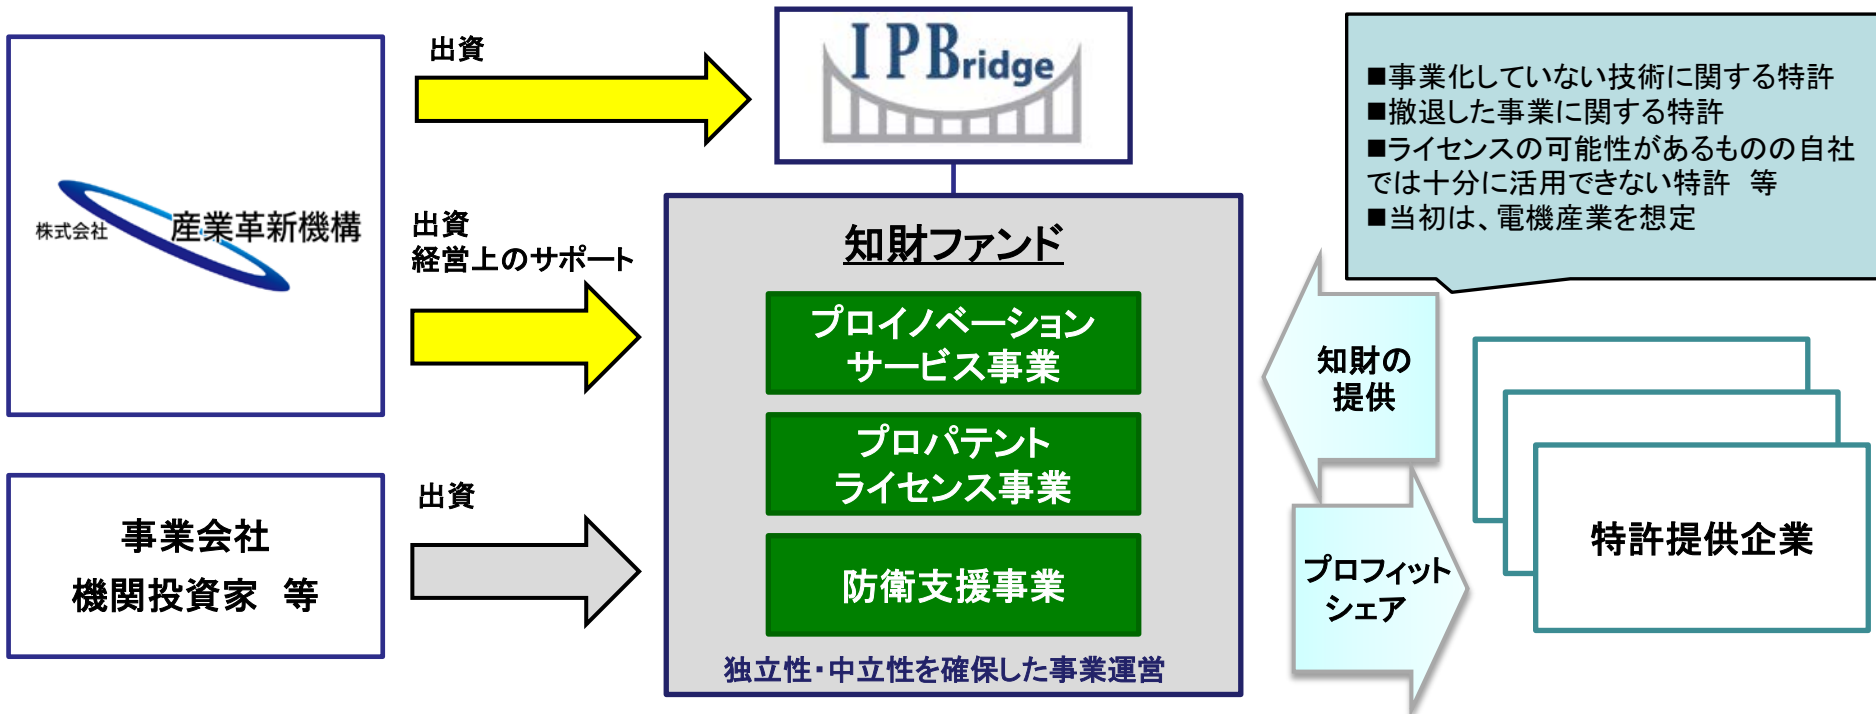 株式会社 産業革新機構
出資
IPBridge
出資
経営上のサポート
事業会社
機関投資家　等
出資
知財ファンド
プロイノベーション
サービス事業
プロパテント
ライセンス事業
防衛支援事業
独立性・中立性を確保した事業運営
■事業化していない技術に関する特許
■撤退した事業に関する特許
■ライセンスの可能性があるものの自社
では十分に活用できない特許　等
■当初は、電機産業を想定
知財の
提供
プロフィット
シェア
特許提供企業